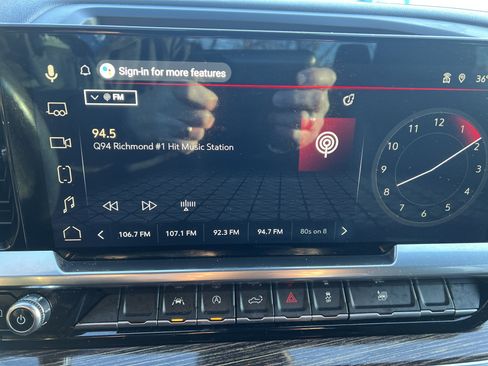 Sign-in for more features
36°
FM
94.5
Q94 Richmond #1 Hit Music Station
106.7 FM 107.1 FM 92.3 FM 94.7 FM 80s on 8
12 1 2 3 4 5 6 7 8 9 10 11